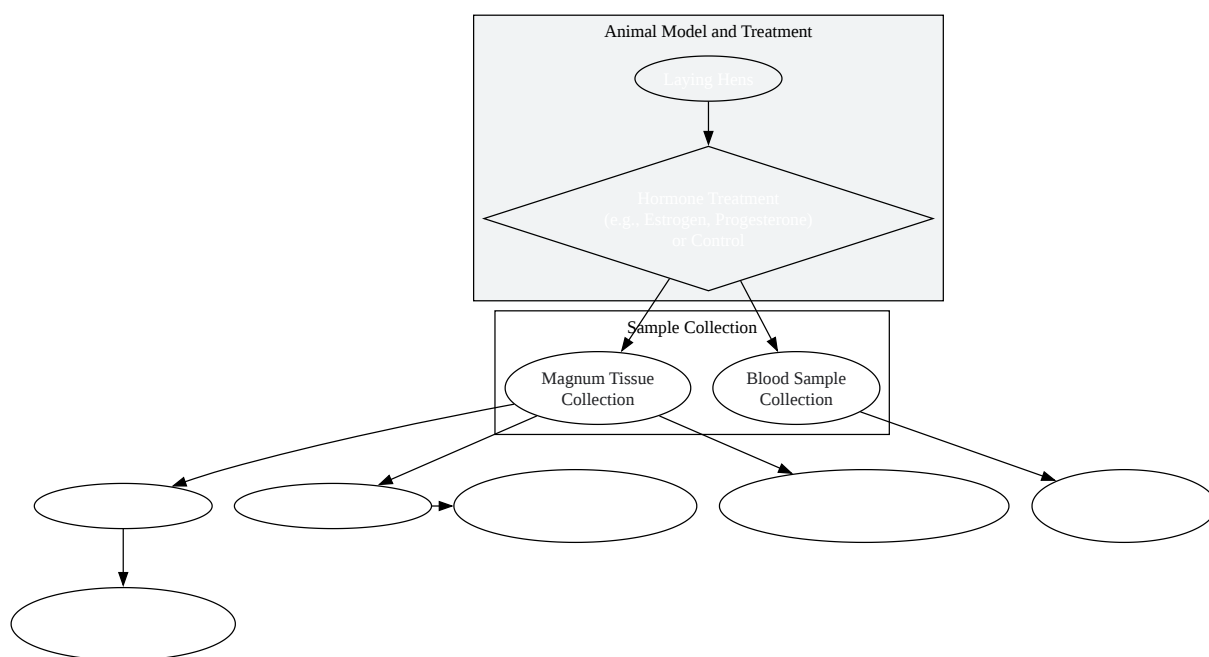 Animal Model and Treatment
Laying Hens
Hormone Treatment
(e.g., Estrogen, Progesterone)
or Control
Sample Collection
Magnum Tissue
Collection
Blood Sample
Collection